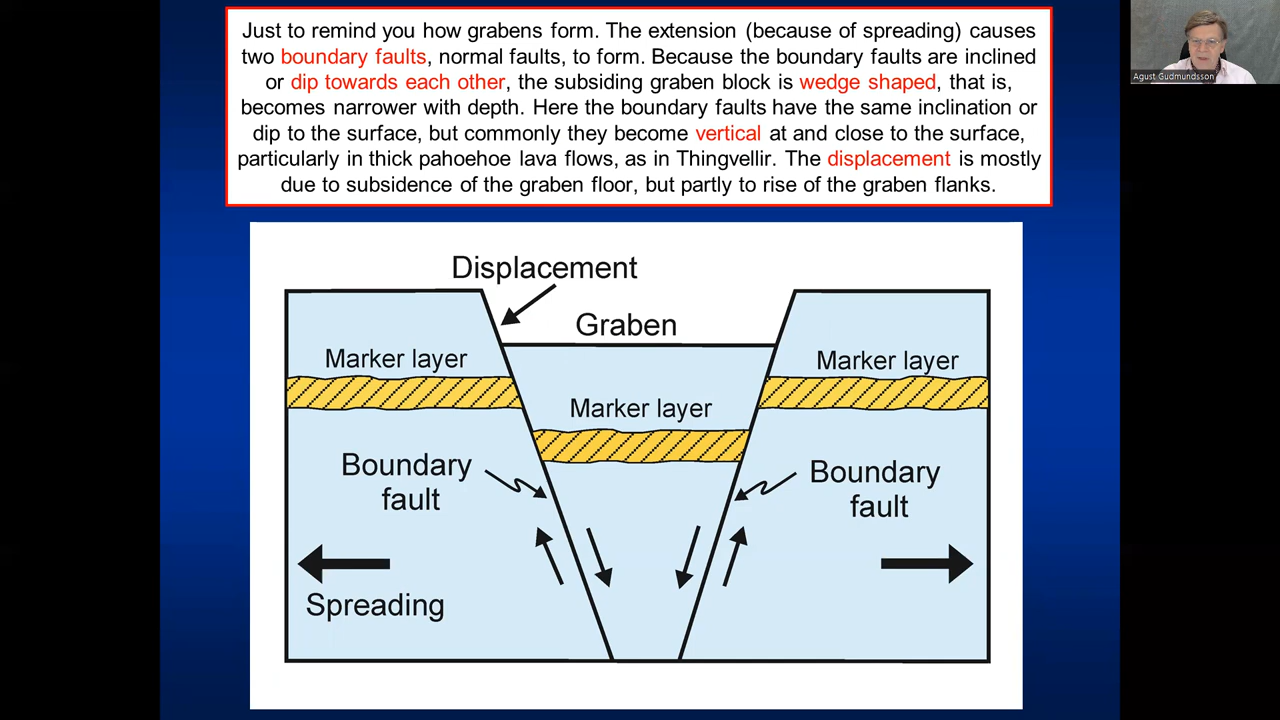 Just to remind you how grabens form. The extension (because of spreading) causes
two boundary faults, normal faults, to form. Because the boundary faults are inclined
or dip towards each other, the subsiding graben block is wedge shaped, that is,
becomes narrower with depth. Here the boundary faults have the same inclination or
dip to the surface, but commonly they become vertical at and close to the surface,
particularly in thick pahoehoe lava flows, as in Thingvellir. The displacement is mostly
due to subsidence of the graben floor, but partly to rise of the graben flanks.
Agust Gudmundsson
Displacement
Graben
Marker layer
Marker layer
Marker layer
Boundary
fault
Boundary
fault
Spreading